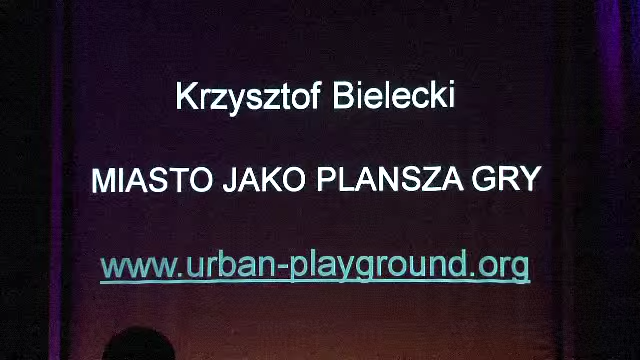 Krzysztof Bielecki
MIASTO JAKO PLANSZA GRY
www.urban-playground.org